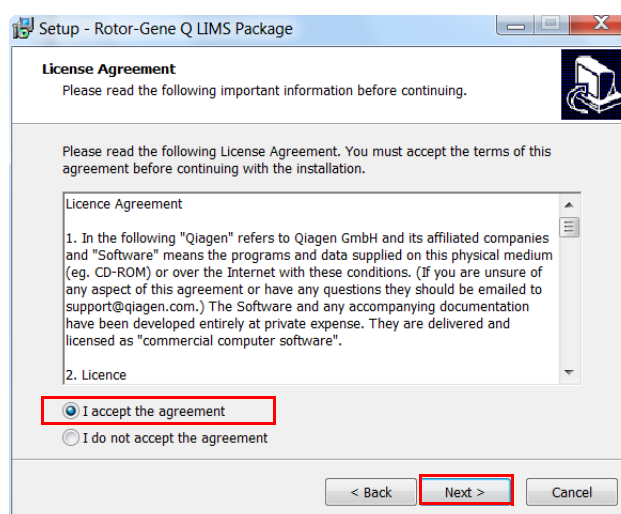 Setup - Rotor-Gene Q LIMS Package
License Agreement
Please read the following important information before continuing.
Please read the following License Agreement. You must accept the terms of this
agreement before continuing with the installation.
Licence Agreement
1. In the following "Qiagen" refers to Qiagen GmbH and its affiliated companies
and "Software" means the programs and data supplied on this physical medium
(eg. CD-ROM) or over the Internet with these conditions. (If you are unsure of
any aspect of this agreement or have any questions they should be emailed to
support@qiagen.com.) The Software and any accompanying documentation
have been developed entirely at private expense. They are delivered and
licensed as "commercial computer software".
2. Licence
I accept the agreement
I do not accept the agreement
< Back Next > Cancel